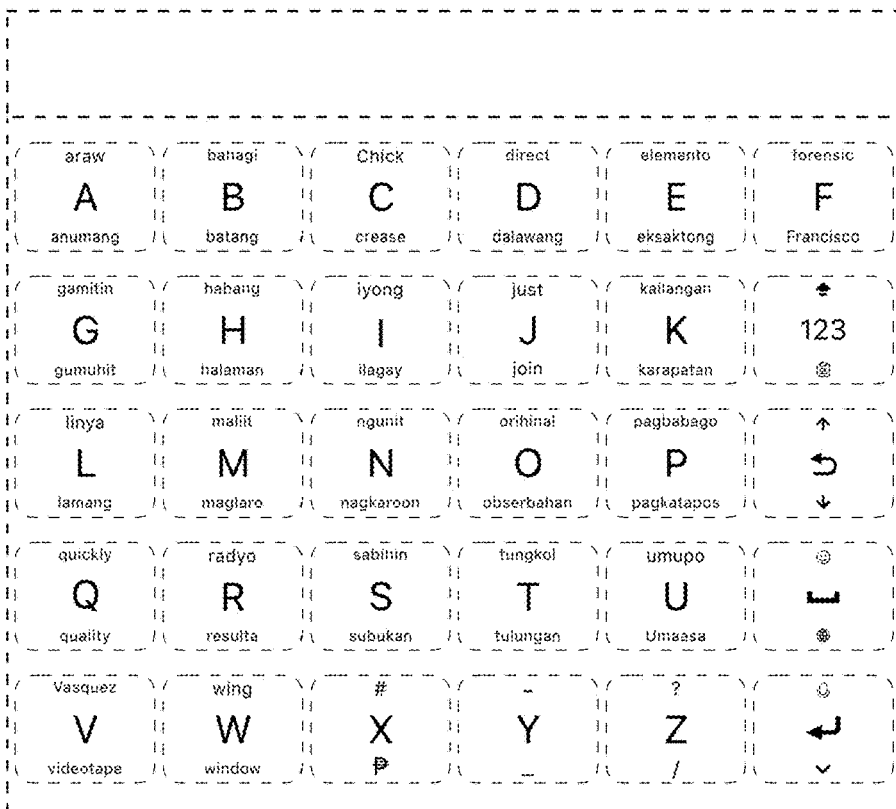 araw bahagi Chick direct elemento forensic
A B C D E F
anumang batang crease dalawang eksaktong Francisco
gamitin habang iyong just kailangan
G H I J K 123
gumuhit halaman ilagay join karapatan
linya maliit ngunit orihinal pagbabago ↑
L M N O P
lamang maglaro nagkaroon obserbahan pagkatapos ↓
quickly radyo sabihin tungkol umupo
Q R S T U
quality resulta subukan tulungan Umaasa
Vasquez wing # - ?
V W X Y Z
videotape window ₱ _ /